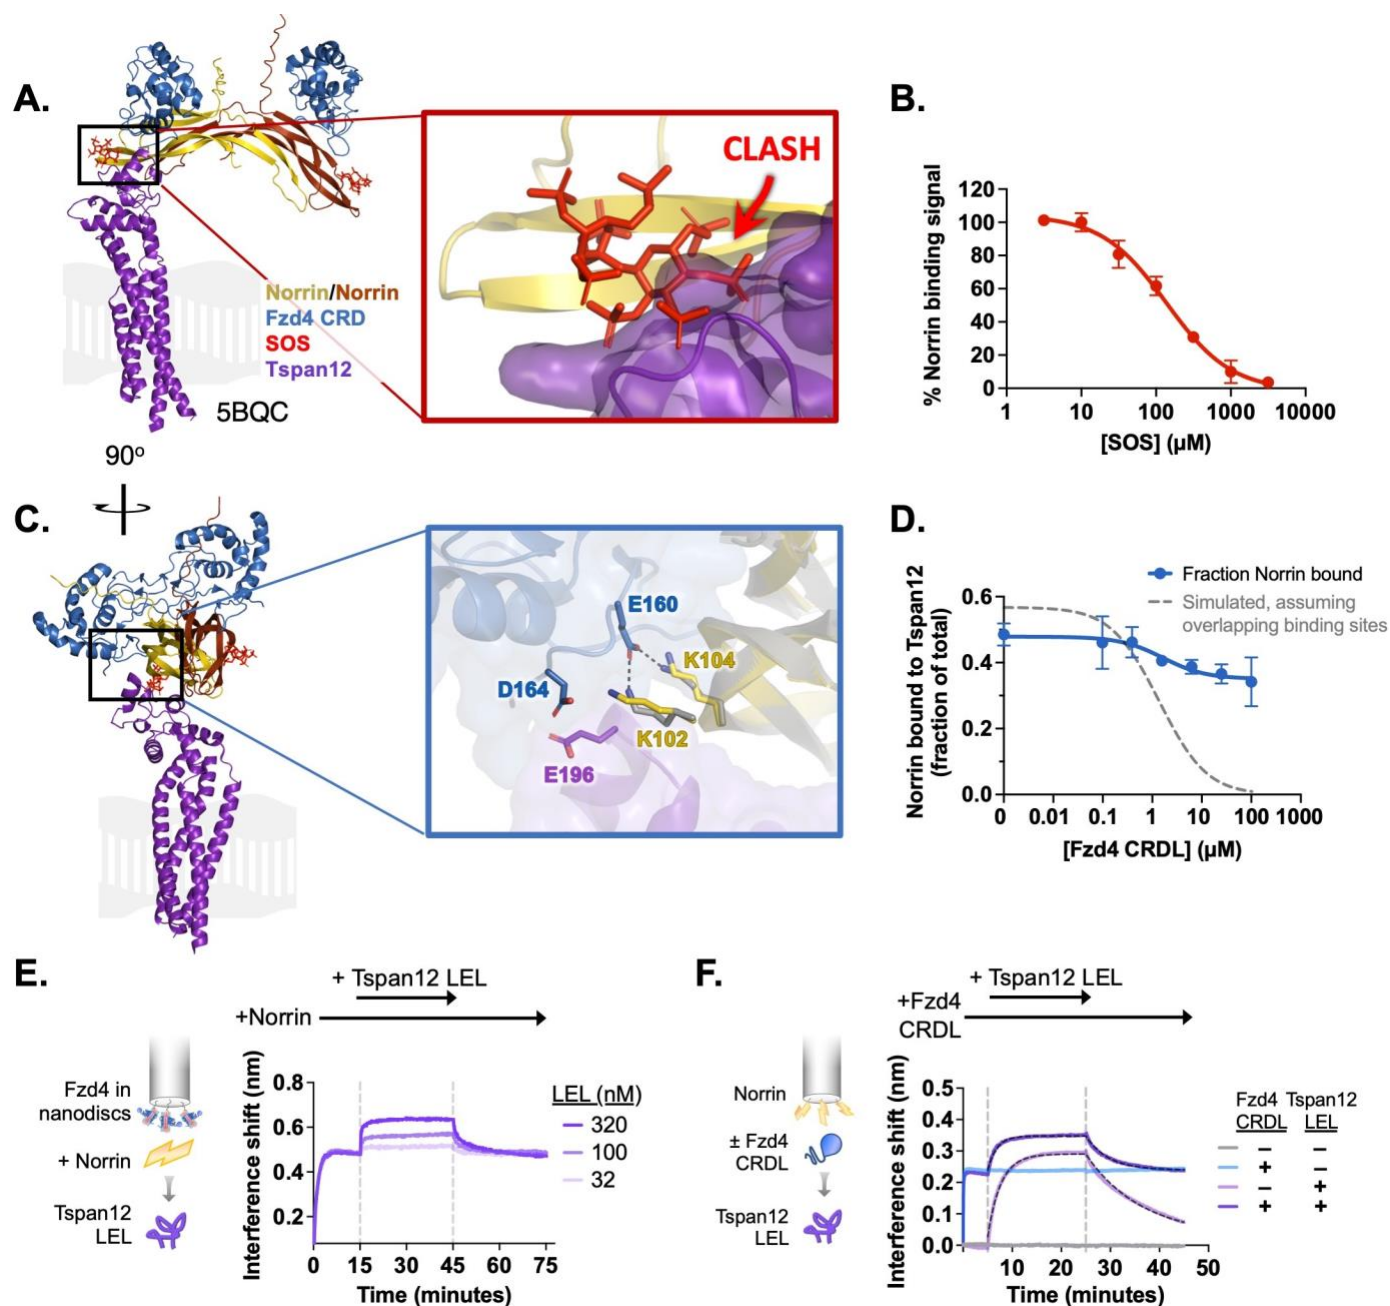 A.
CLASH
Norrin/Norrin
Fzd4 CRD
SOS
Tspan12
5BQC
90º
B.
% Norrin binding signal
120
100
80
60
40
20
0
1
10
100
1000
10000
[SOS] (µM)
C.
E160
D164
K104
K102
E196
D.
Fraction Norrin bound
Simulated, assuming
overlapping binding sites
Norrin bound to Tspan12
(fraction of total)
0.6
0.4
0.2
0.0
0
0.01
0.1
1
10
100
1000
[Fzd4 CRDL] (µM)
E.
+ Tspan12 LEL
+Norrin
Fzd4 in
nanodiscs
+ Norrin
Tspan12
LEL
Interference shift (nm)
0.8
0.6
0.4
0.2
0
15
30
45
60
75
Time (minutes)
LEL (nM)
320
100
32
F.
+ Tspan12 LEL
+Fzd4
CRDL
Norrin
± Fzd4
CRDL
Tspan12
LEL
Interference shift (nm)
0.5
0.4
0.3
0.2
0.1
0.0
10
20
30
40
50
Time (minutes)
Fzd4 Tspan12
CRDL LEL
– –
+ –
– +
+ +